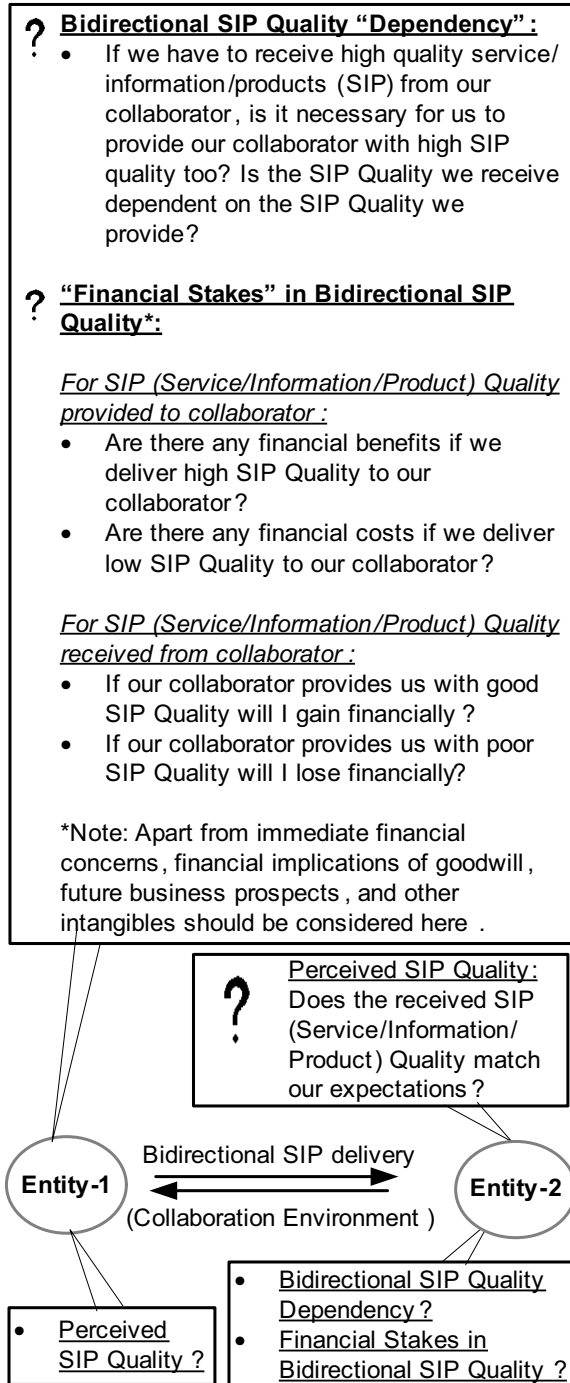 ? Bidirectional SIP Quality “Dependency” :
• If we have to receive high quality service/
information/products (SIP) from our
collaborator, is it necessary for us to
provide our collaborator with high SIP
quality too? Is the SIP Quality we receive
dependent on the SIP Quality we
provide?
? “Financial Stakes” in Bidirectional SIP
Quality*:
For SIP (Service/Information/Product) Quality
provided to collaborator :
• Are there any financial benefits if we
deliver high SIP Quality to our
collaborator?
• Are there any financial costs if we deliver
low SIP Quality to our collaborator?
For SIP (Service/Information/Product) Quality
received from collaborator :
• If our collaborator provides us with good
SIP Quality will I gain financially ?
• If our collaborator provides us with poor
SIP Quality will I lose financially?
*Note: Apart from immediate financial
concerns, financial implications of goodwill,
future business prospects, and other
intangibles should be considered here .
? Perceived SIP Quality:
Does the received SIP
(Service/Information/
Product) Quality match
our expectations ?
Entity-1
Bidirectional SIP delivery
(Collaboration Environment )
Entity-2
• Perceived
SIP Quality ?
• Bidirectional SIP Quality
Dependency?
• Financial Stakes in
Bidirectional SIP Quality ?